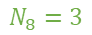 N₈ = 3